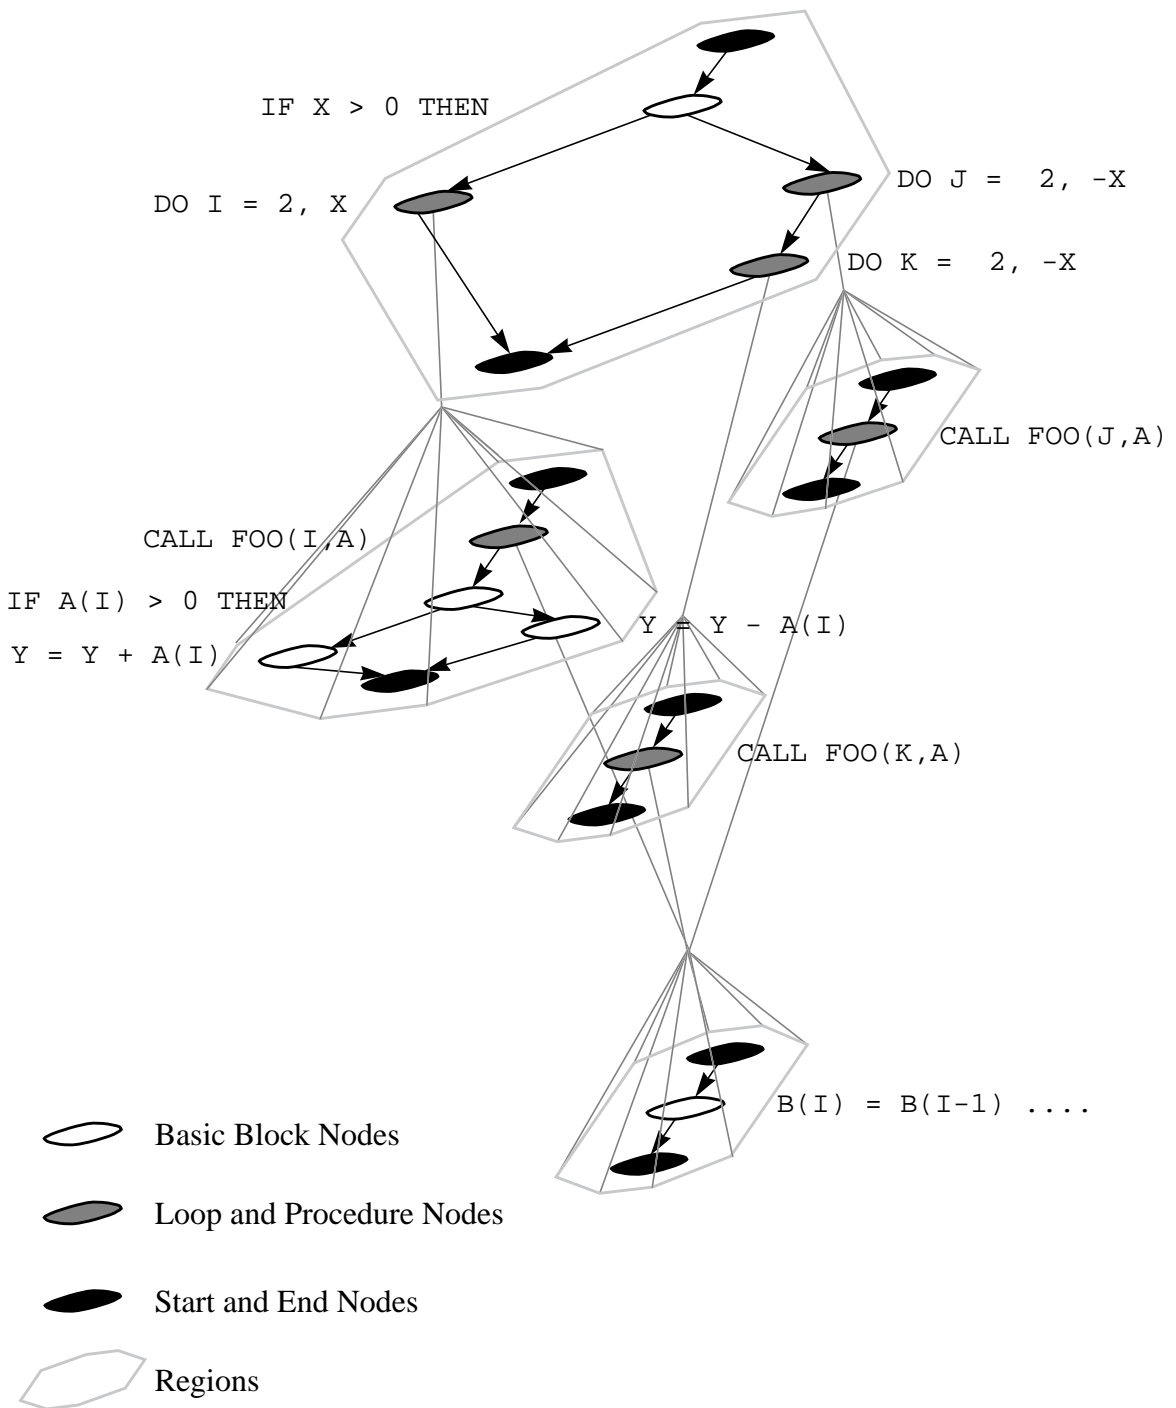 IF X > 0 THEN
DO I = 2, X
DO J =  2, -X
DO K =  2, -X
CALL FOO(J,A)
CALL FOO(I,A)
IF A(I) > 0 THEN
Y = Y - A(I)
Y = Y + A(I)
CALL FOO(K,A)
B(I) = B(I-1) ....
Basic Block Nodes
Loop and Procedure Nodes
Start and End Nodes
Regions